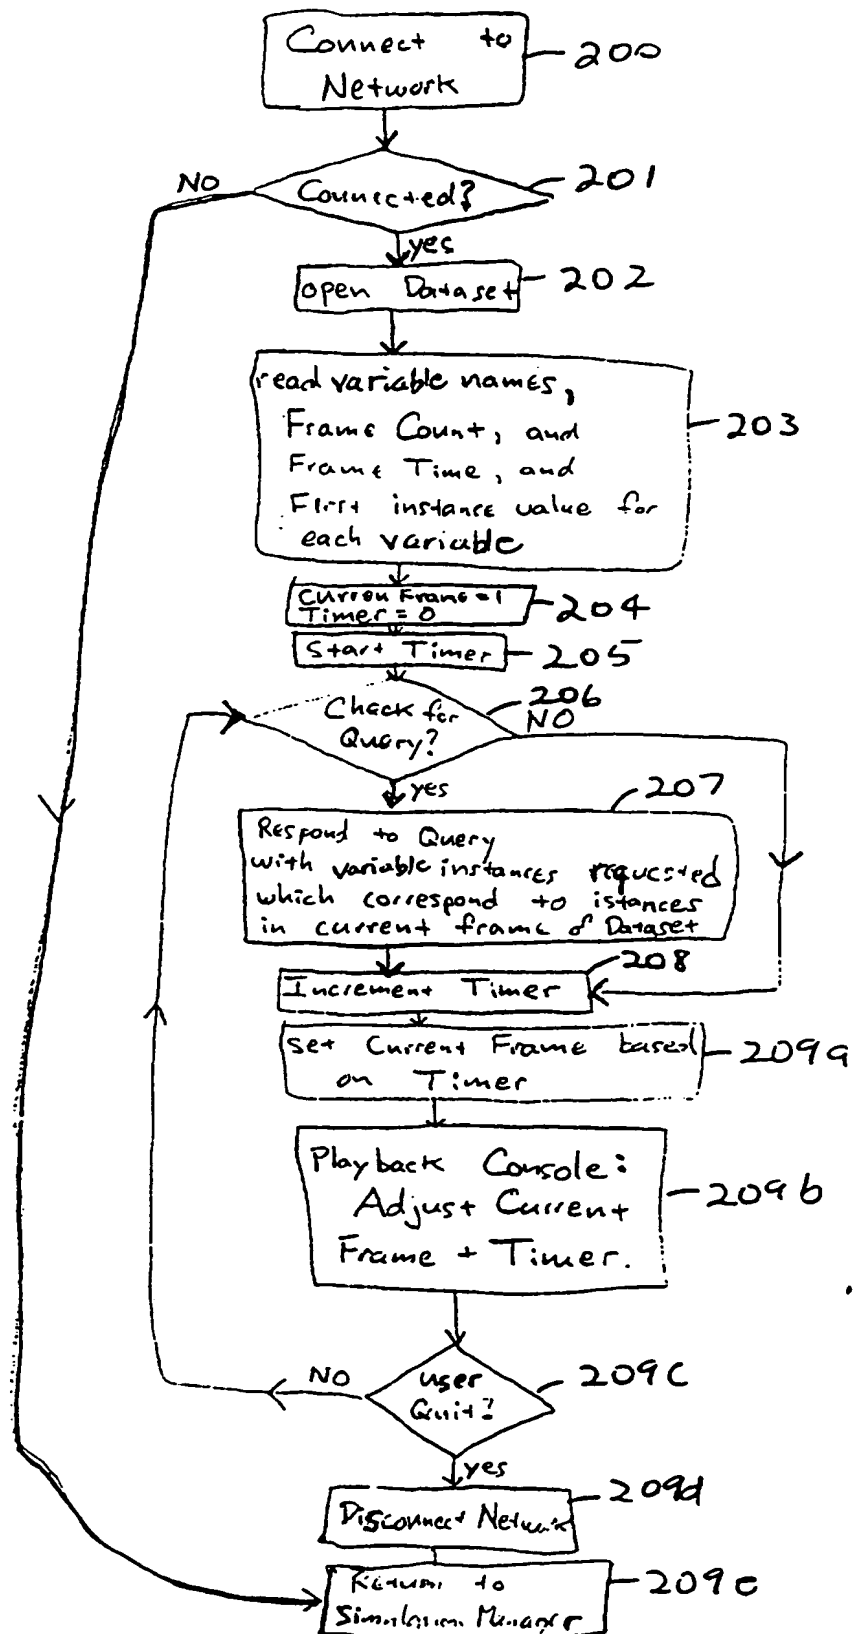 Connect to
Network
200
NO
Connected?
201
yes
open Dataset
202
read variable names,
Frame Count, and
Frame Time, and
First instance value for
each variable
203
Curren Frame=1
Timer=0
204
Start Timer
205
Check for
Query?
206
NO
yes
207
Respond to Query
with variable instances requested
which correspond to istances
in current frame of Dataset
208
Increment Timer
Set Current Frame based
on Timer
209a
Playback Console:
Adjust Current
Frame + Timer.
209b
NO
user
Quit?
209c
yes
Disconnect Network
209d
Return to
Simulation Manager
209e